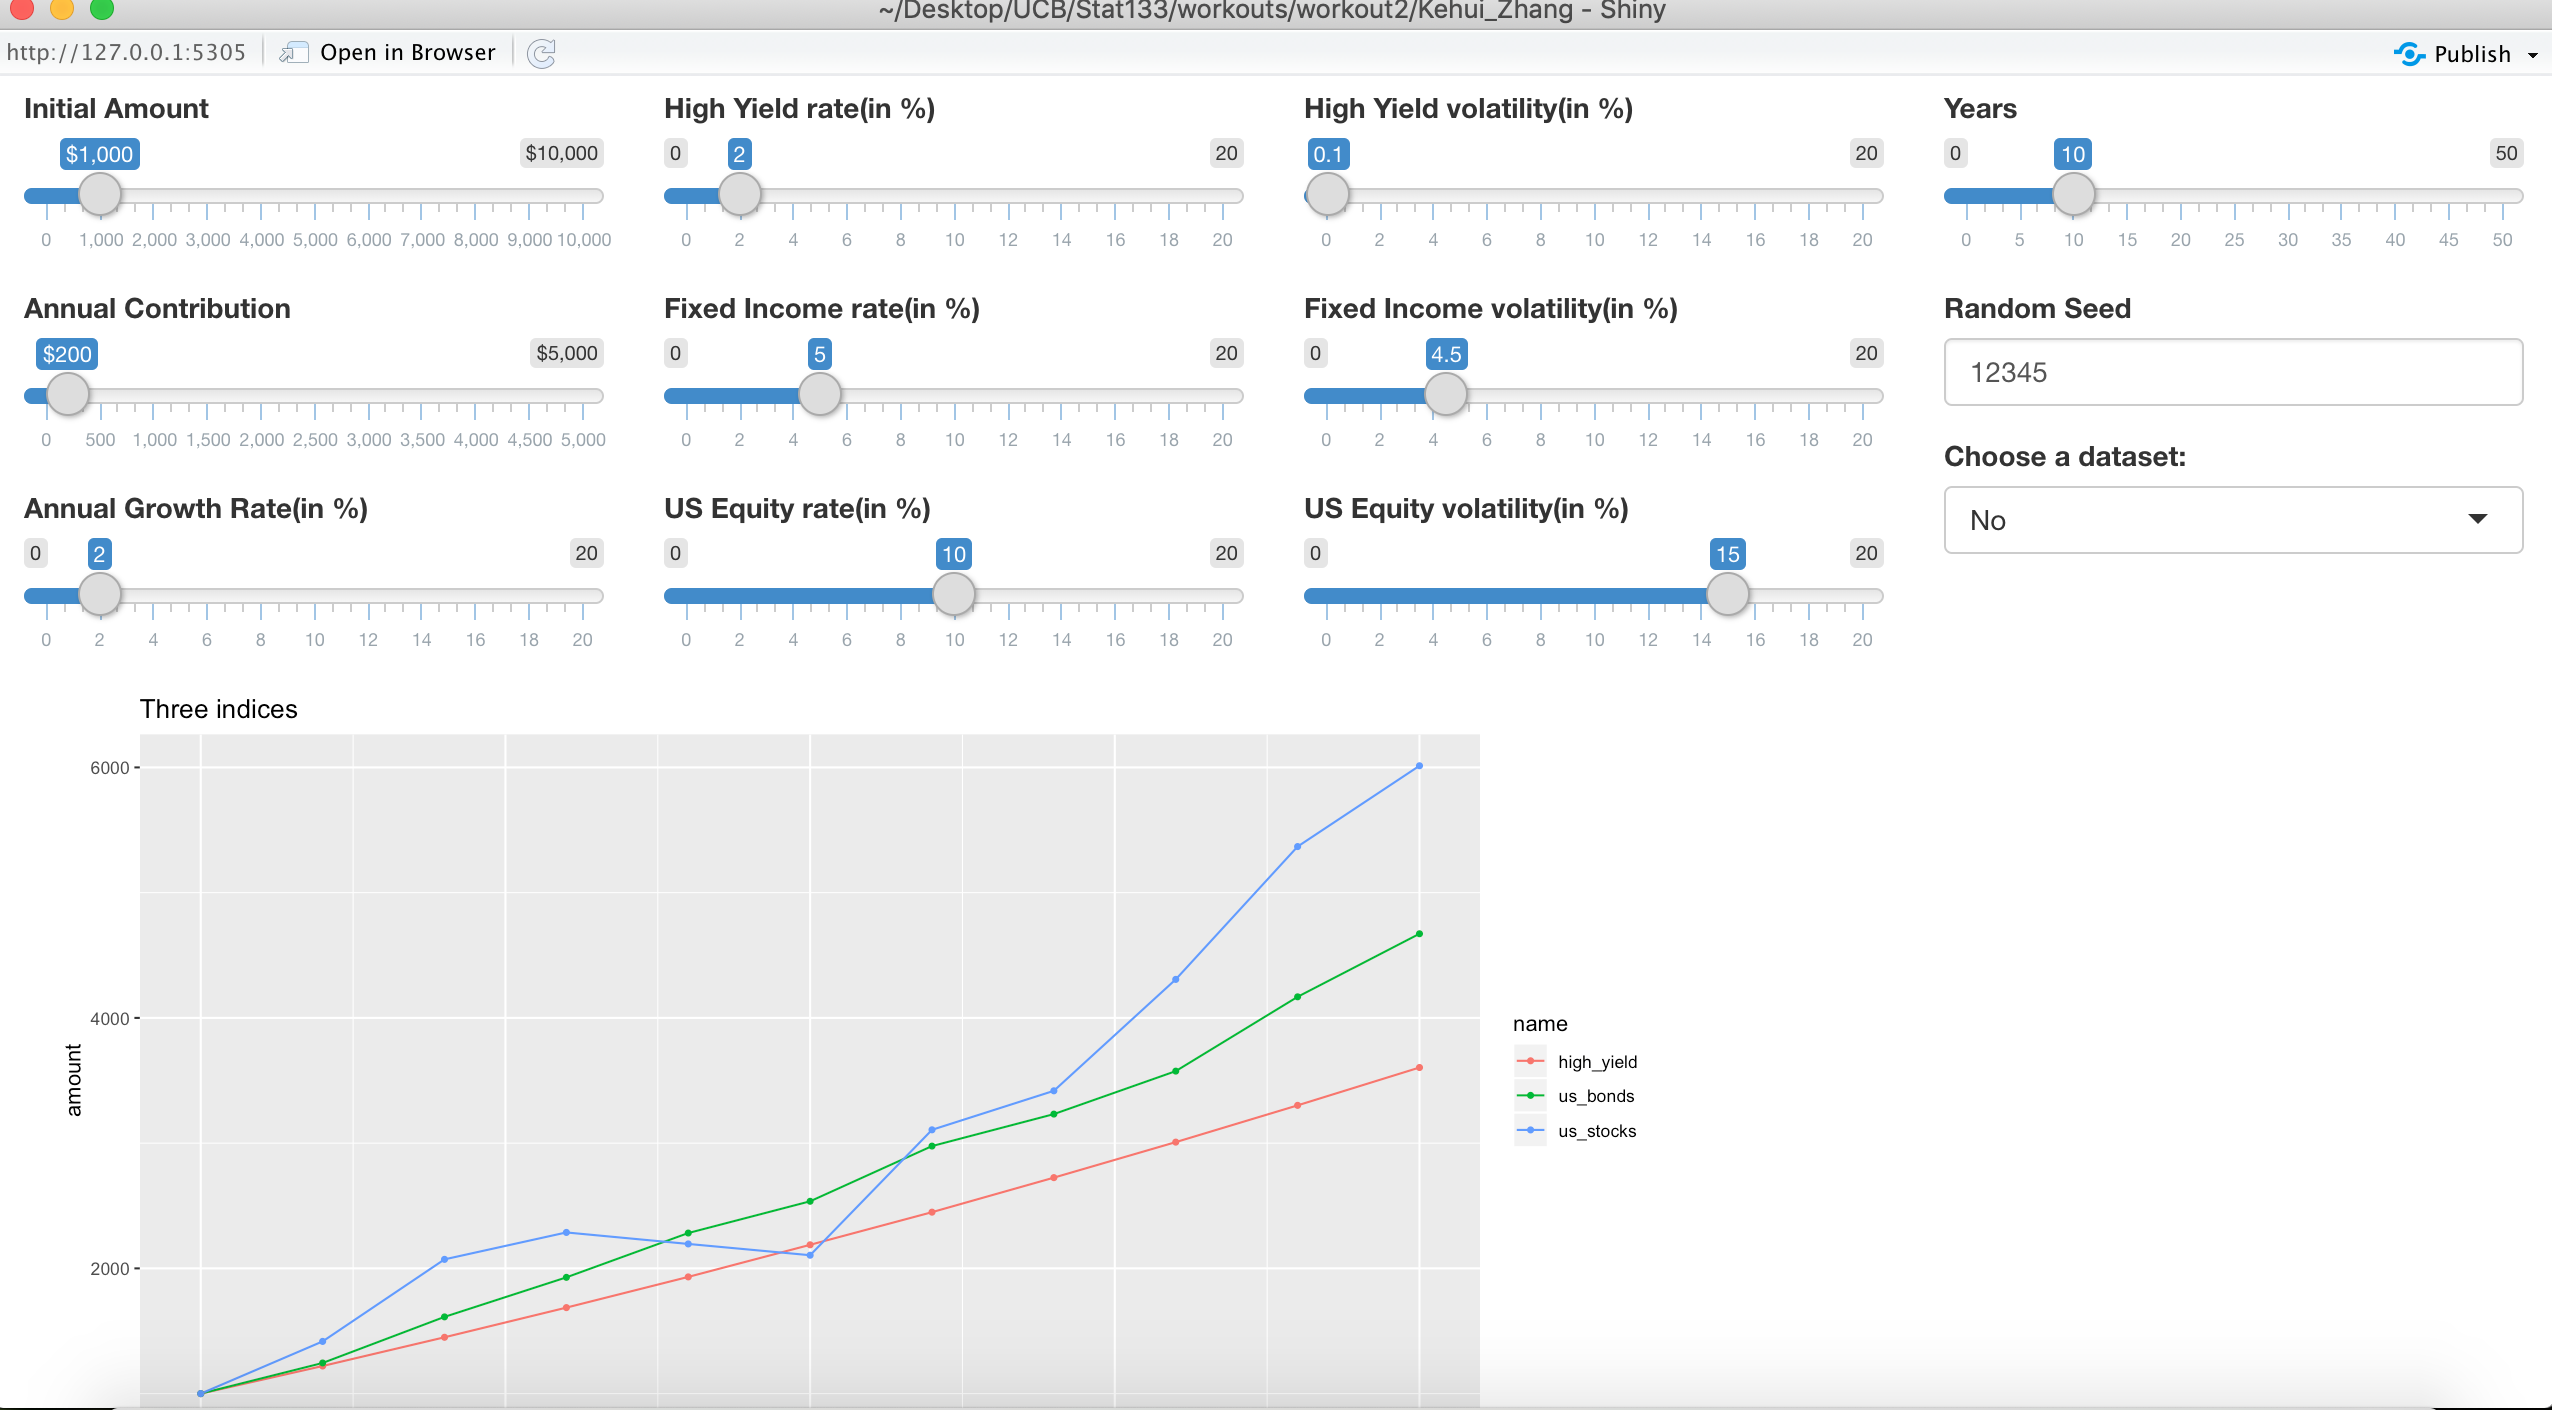 ~/Desktop/UCB/Stat133/workouts/workout2/Kehui_Zhang - Shiny
http://127.0.0.1:5305 Open in Browser Publish
Initial Amount High Yield rate(in %) High Yield volatility(in %) Years
$1,000 $10,000 0 2 20 0.1 20 0 10 50
0 1,000 2,000 3,000 4,000 5,000 6,000 7,000 8,000 9,000 10,000 0 2 4 6 8 10 12 14 16 18 20 0 2 4 6 8 10 12 14 16 18 20 0 5 10 15 20 25 30 35 40 45 50
Annual Contribution Fixed Income rate(in %) Fixed Income volatility(in %) Random Seed
$200 $5,000 0 5 20 0 4.5 20 12345
0 500 1,000 1,500 2,000 2,500 3,000 3,500 4,000 4,500 5,000 0 2 4 6 8 10 12 14 16 18 20 0 2 4 6 8 10 12 14 16 18 20
Choose a dataset:
Annual Growth Rate(in %) US Equity rate(in %) US Equity volatility(in %) No
0 2 20 0 10 20 0 15 20
0 2 4 6 8 10 12 14 16 18 20 0 2 4 6 8 10 12 14 16 18 20 0 2 4 6 8 10 12 14 16 18 20
Three indices
6000
4000
2000
amount
name
high_yield
us_bonds
us_stocks